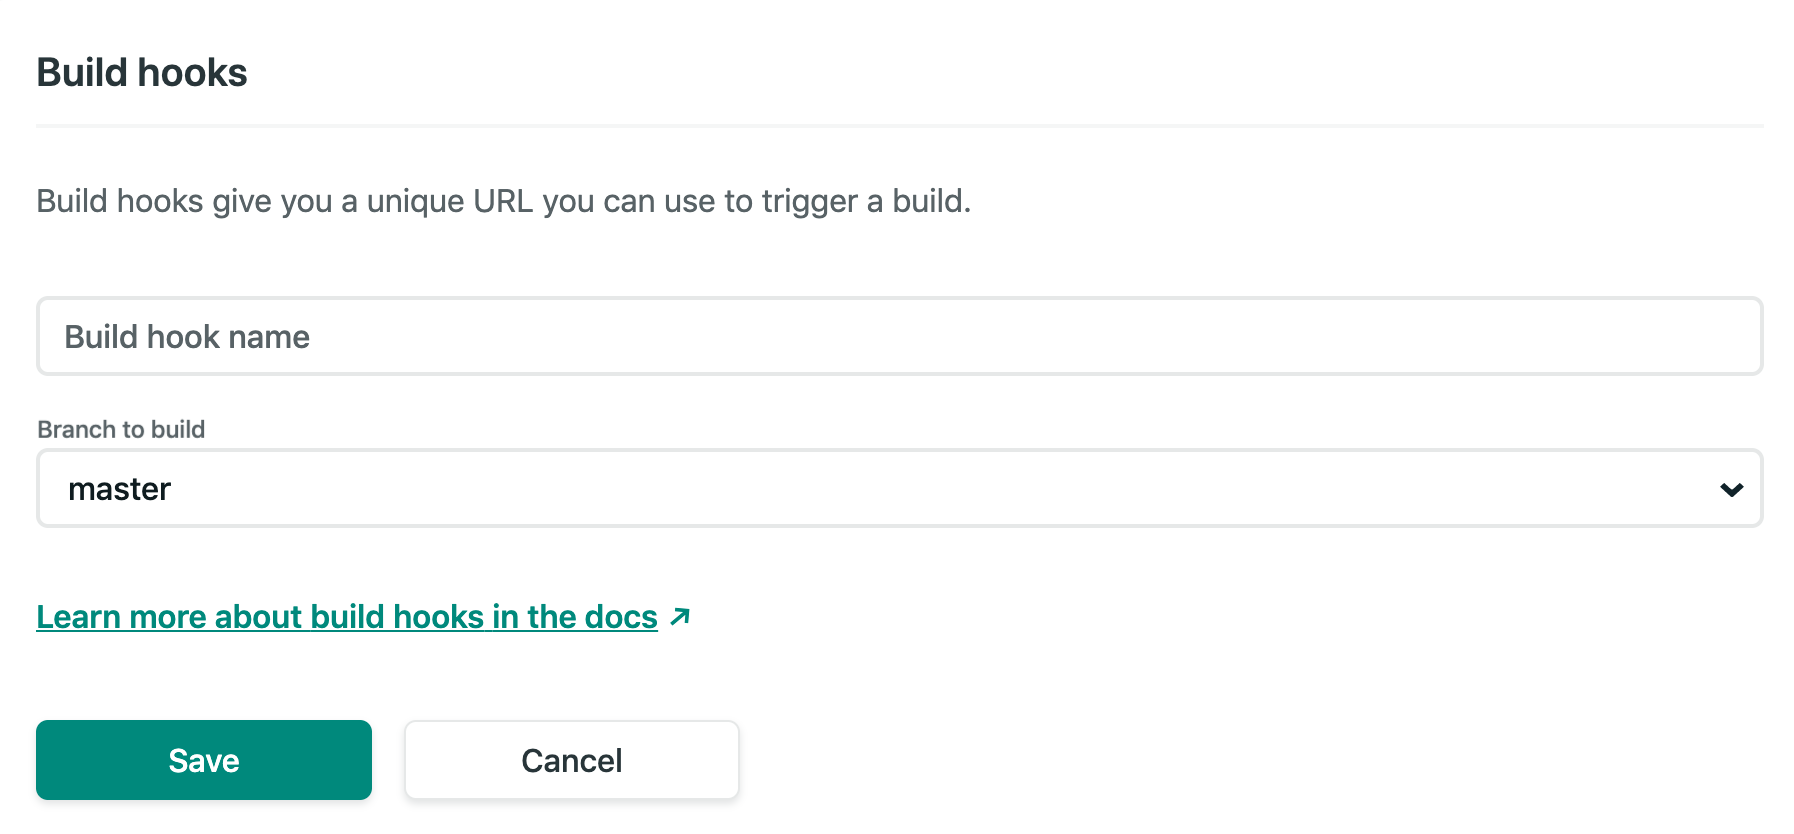 Build hooks
Build hooks give you a unique URL you can use to trigger a build.
Build hook name
Branch to build
master
Learn more about build hooks in the docs
Save
Cancel